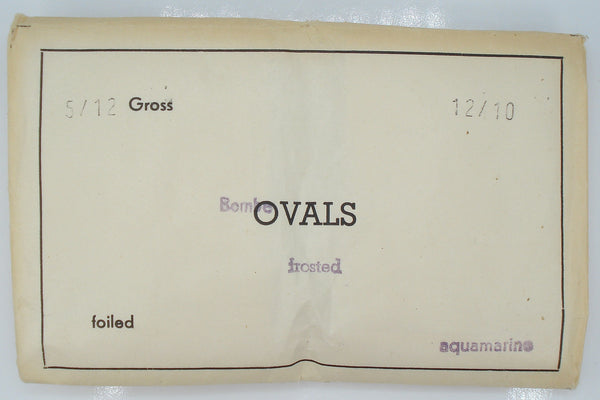 5/12 Gross 12/10
Bombe OVALS
frosted
foiled
aquamarine